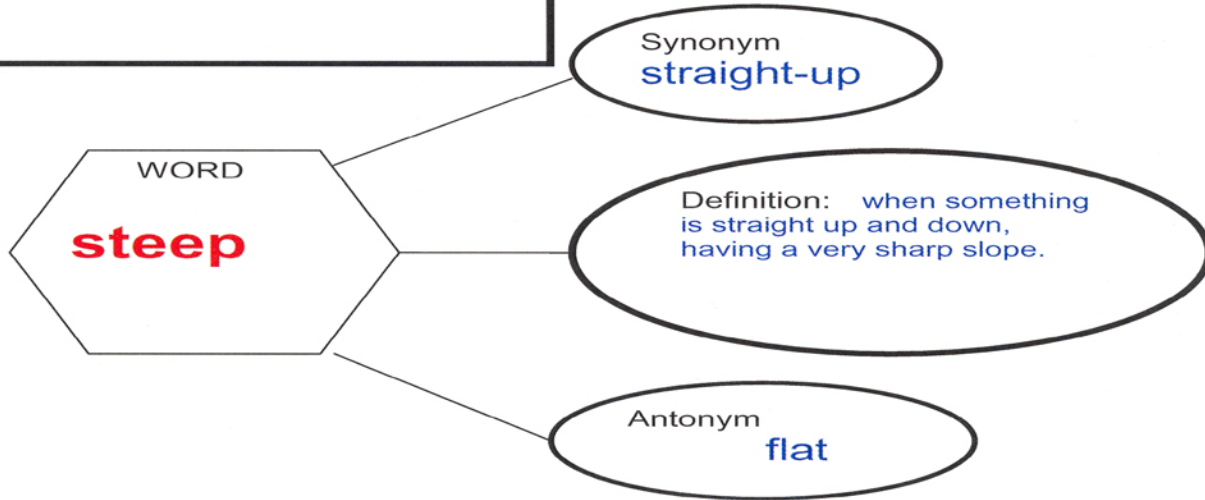 Synonym
straight-up
WORD
steep
Definition: when something
is straight up and down,
having a very sharp slope.
Antonym
flat